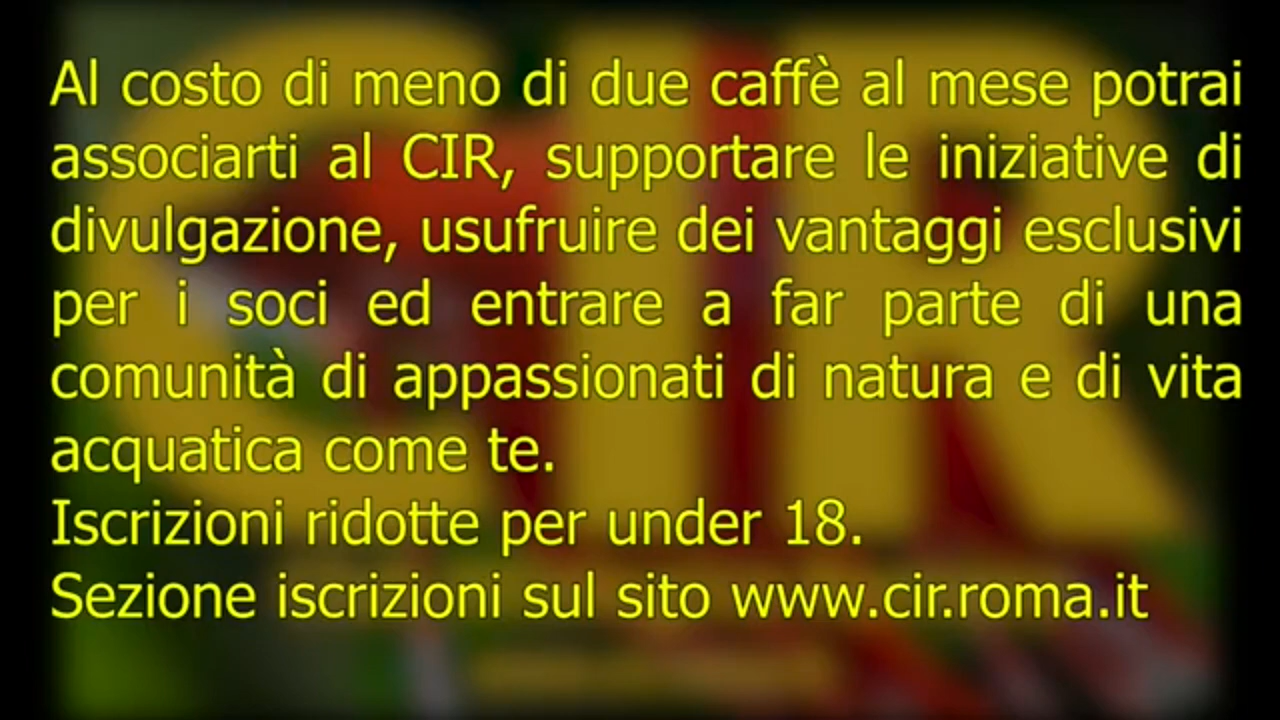 Al costo di meno di due caffè al mese potrai
associarti al CIR, supportare le iniziative di
divulgazione, usufruire dei vantaggi esclusivi
per i soci ed entrare a far parte di una
comunità di appassionati di natura e di vita
acquatica come te.
Iscrizioni ridotte per under 18.
Sezione iscrizioni sul sito www.cir.roma.it
CIR